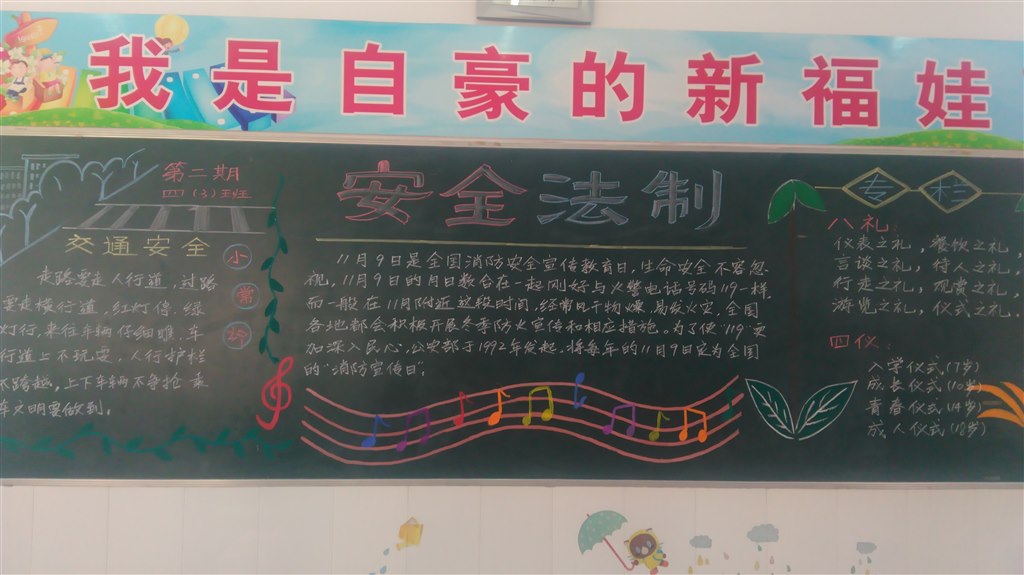 我是自豪的新福娃
第二期
四(3)班
交通安全
走路要走人行道，过路
要走横行道，红灯停，绿
灯行，来往车辆仔细瞧，车
行道上不玩耍，人行护栏
不跨越，上下车辆不争抢，乘
车文明要做到。
小
常
安全法制
11月9日是全国消防安全宣传教育日，生命安全不容忽
视，11月9日的月日数合在一起刚好与火警电话号码119一样，
而一般在11月附近这段时间，经常风干物燥，易发火灾，全国
各地都会积极开展冬季防火宣传和相应措施。为了使"119"更
加深入民心，公安部于1992年发起，将每年的11月9日定为全国
的"消防宣传日。
专栏
八礼：
仪表之礼，餐饮之礼，
言谈之礼，待人之礼，
行走之礼，观赏之礼，
游览之礼，仪式之礼，
四仪：
入学仪式(7岁)
成长仪式(10岁)
青春仪式(14岁)
成人仪式(18岁)